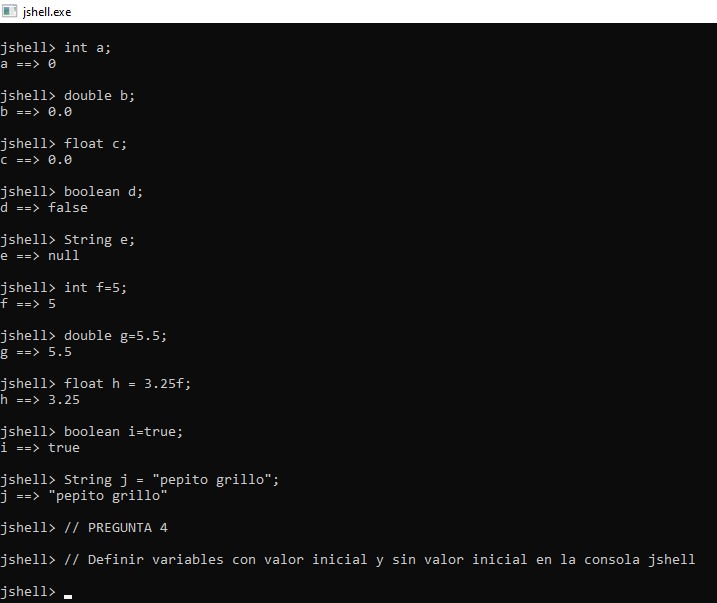 jshell.exe
jshell> int a;
a ==> 0
jshell> double b;
b ==> 0.0
jshell> float c;
c ==> 0.0
jshell> boolean d;
d ==> false
jshell> String e;
e ==> null
jshell> int f=5;
f ==> 5
jshell> double g=5.5;
g ==> 5.5
jshell> float h = 3.25f;
h ==> 3.25
jshell> boolean i=true;
i ==> true
jshell> String j = "pepito grillo";
j ==> "pepito grillo"
jshell> // PREGUNTA 4
jshell> // Definir variables con valor inicial y sin valor inicial en la consola jshell
jshell>